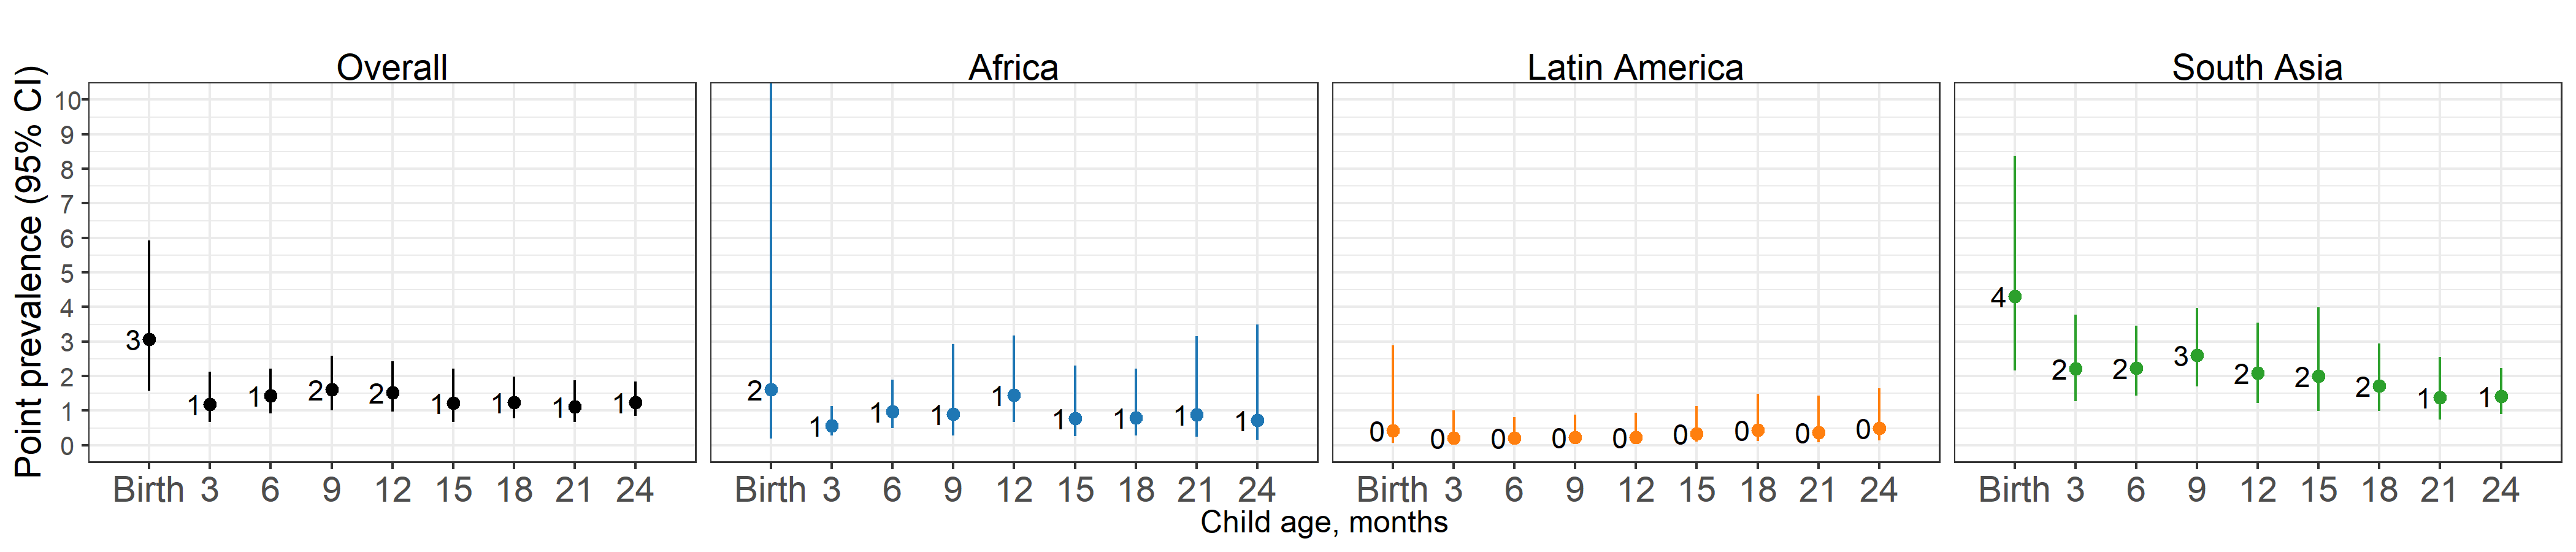 Overall Africa Latin America South Asia
Point prevalence (95% CI)
10
9
8
7
6
5
4
3
2
1
0
3 1 1 2 2 1 1 1 1
2 1 1 1 1 1 1 1 1
0 0 0 0 0 0 0 0 0
4 2 2 3 2 2 2 1 1
Birth 3 6 9 12 15 18 21 24 Birth 3 6 9 12 15 18 21 24 Birth 3 6 9 12 15 18 21 24 Birth 3 6 9 12 15 18 21 24
Child age, months